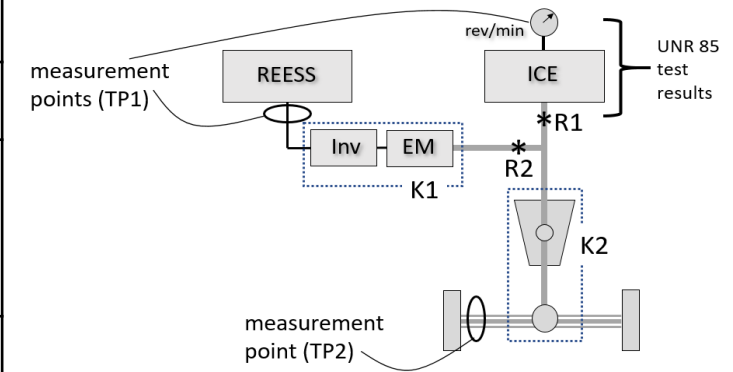 rev/min
UNR 85
test
results
measurement
points (TP1)
REESS
ICE
*R1
Inv
EM
*
R2
K1
K2
measurement
point (TP2)